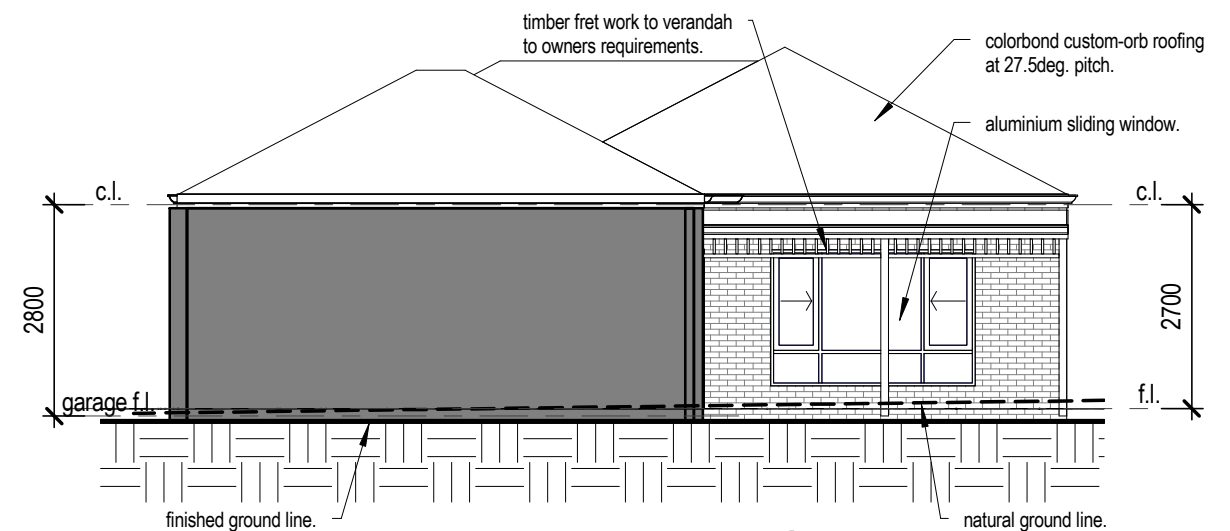 timber fret work to verandah
to owners requirements.
colorbond custom-orb roofing
at 27.5deg. pitch.
aluminium sliding window.
c.l.
c.l.
2800
2700
garage f.l.
f.l.
finished ground line.
natural ground line.